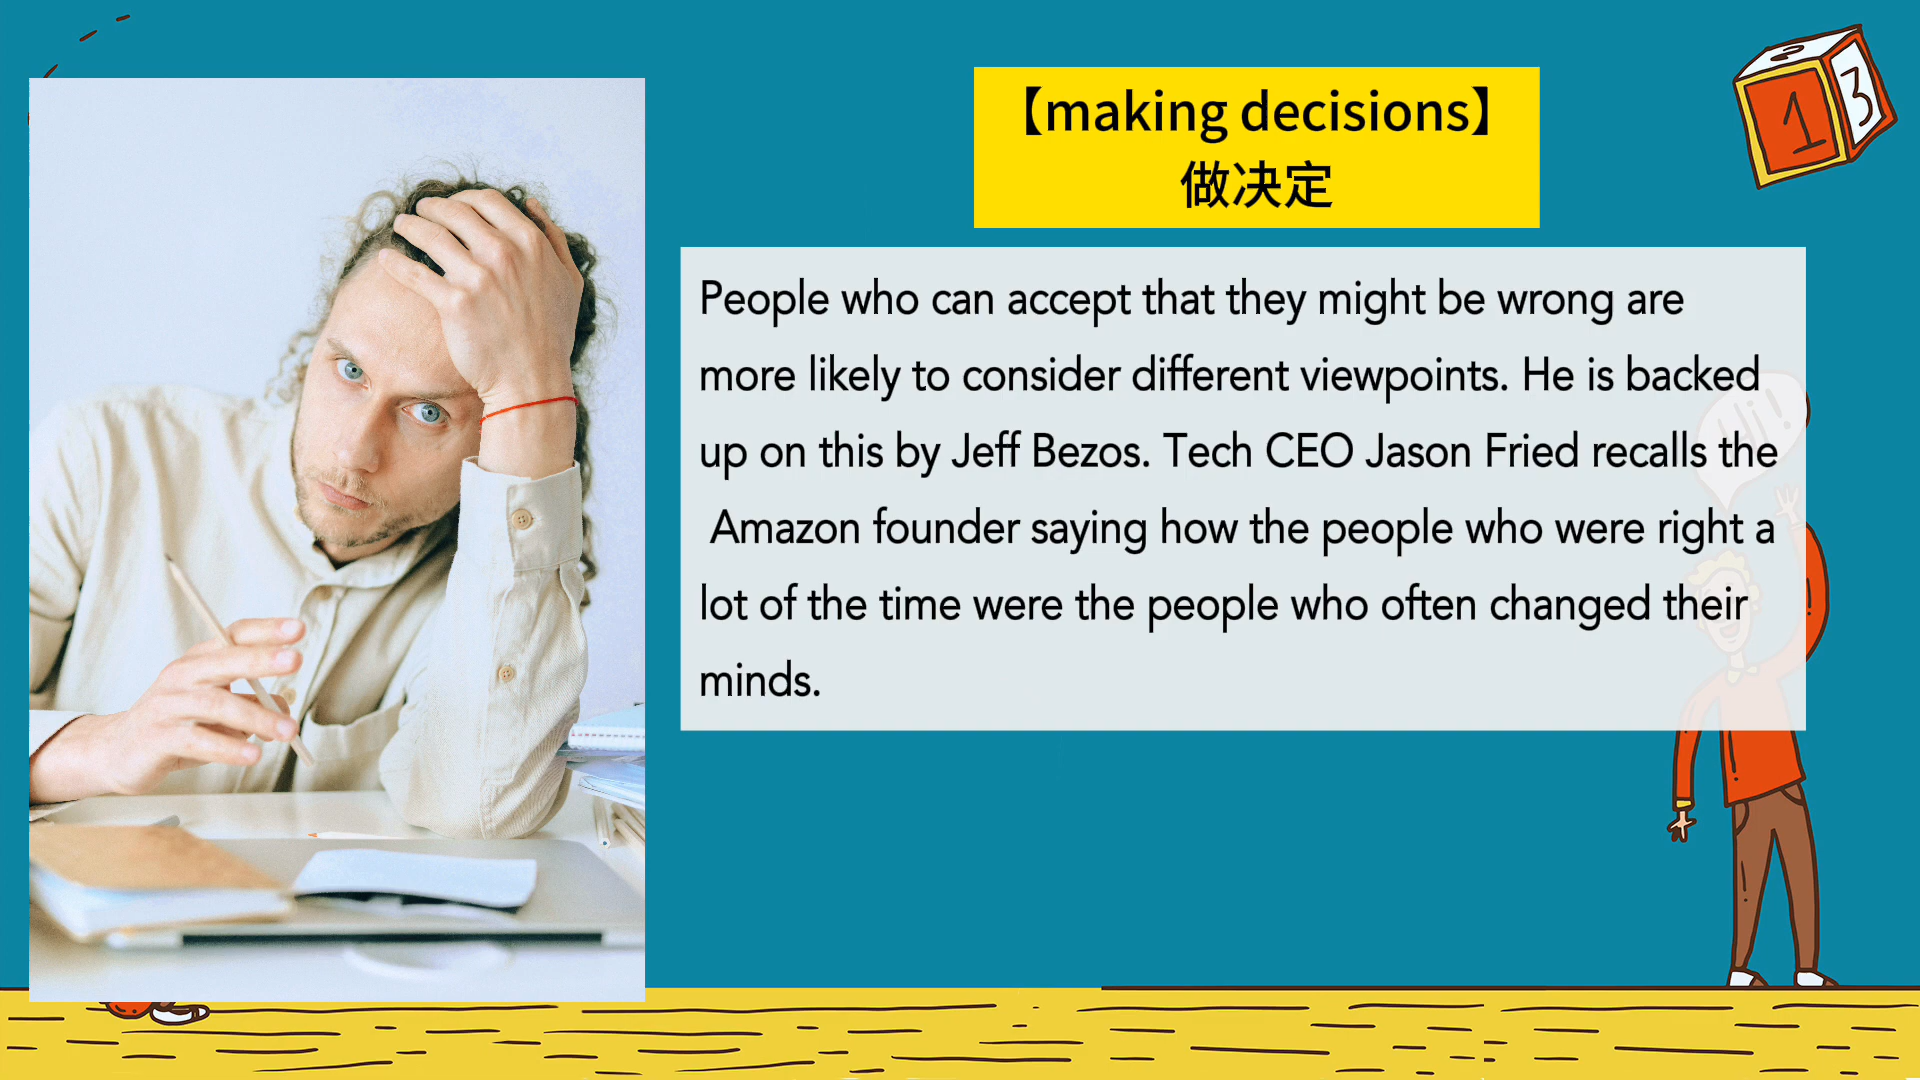 【making decisions】
做决定
People who can accept that they might be wrong are
more likely to consider different viewpoints. He is backed
up on this by Jeff Bezos. Tech CEO Jason Fried recalls the
Amazon founder saying how the people who were right a
lot of the time were the people who often changed their
minds.
1
3
Hi!